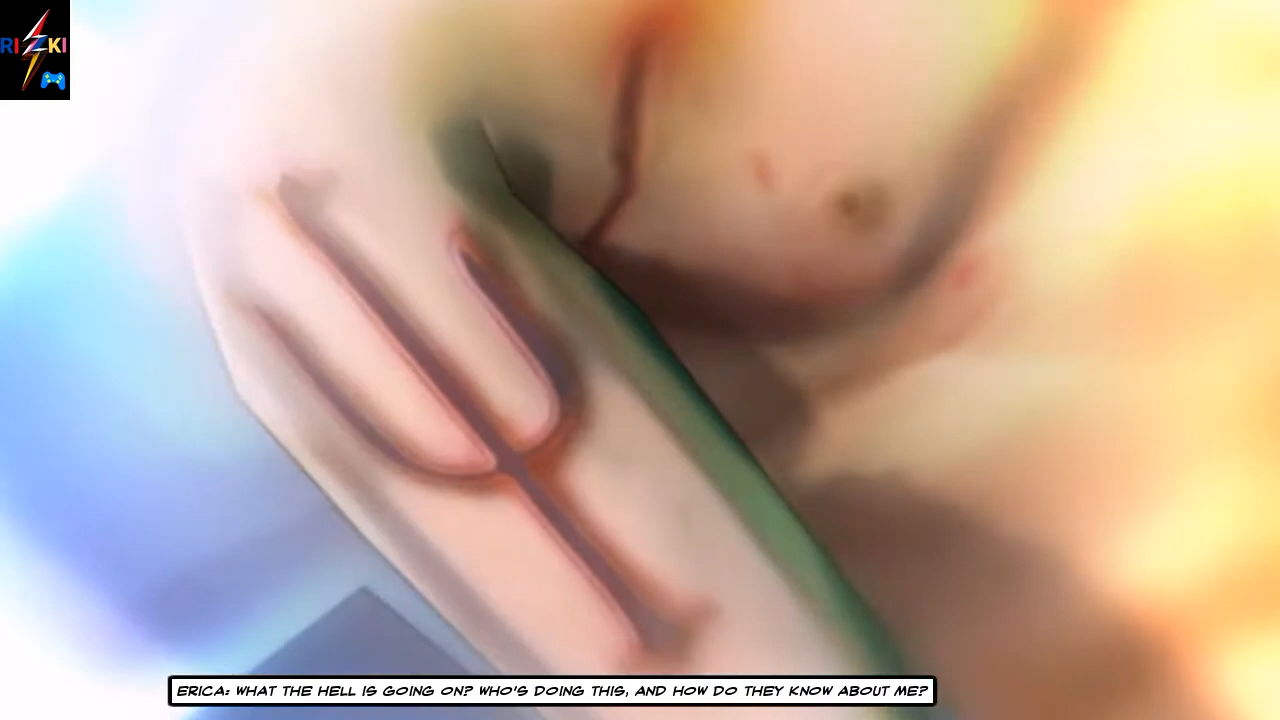 RIZKI
ERICA: WHAT THE HELL IS GOING ON? WHO'S DOING THIS, AND HOW DO THEY KNOW ABOUT ME?